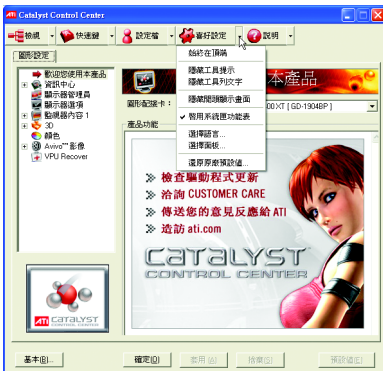 ATI Catalyst Control Center
檢視
快速鍵
設定檔
喜好設定
說明
圖形設定
始終在頂端
隱藏工具提示
隱藏工具列文字
隱藏開頭顯示畫面
啓用系統匣功能表
選擇語言...
選擇面板...
還原原廠預設値...
歡迎您使用本產品
資訊中心
顯示器管理員
顯示器選項
監視器內容 1
3D
顏色
Avivo™ 影像
VPU Recover
本產品
圖形配接卡：
00XT [ GD-1904BP ]
產品功能
檢查驅動程式更新
洽詢 CUSTOMER CARE
傳送您的意見反應給 ATI
造訪 ati.com
CATALYST
CONTROL CENTER
ATI CATALYST
CONTROL CENTER
基本(B)...
確定(O)
套用(A)
捨棄(D)
預設値(E)